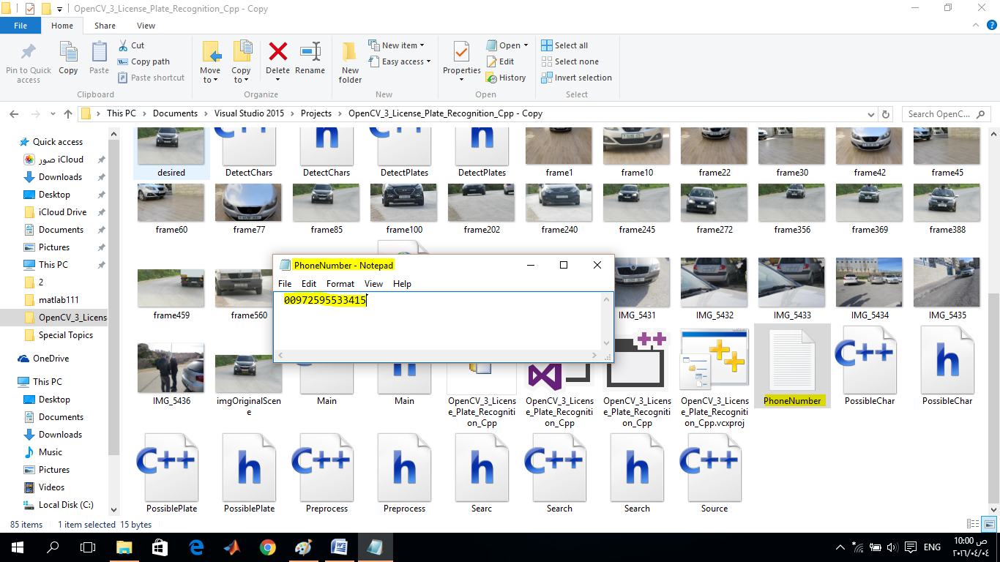 OpenCV_3_License_Plate_Recognition_Cpp - Copy
File Home Share View
Pin to Quick access
Copy
Paste
Cut
Copy path
Paste shortcut
Clipboard
Move to
Copy to
Delete
Rename
Organize
New folder
New item
Easy access
New
Properties
Open
Edit
History
Open
Select all
Select none
Invert selection
Select
This PC Documents Visual Studio 2015 Projects OpenCV_3_License_Plate_Recognition_Cpp - Copy
Search OpenC...
Quick access
صور iCloud
Downloads
Desktop
iCloud Drive
Documents
Pictures
This PC
2
matlab111
OpenCV_3_Licens
Special Topics
OneDrive
This PC
Desktop
Documents
Downloads
Music
Pictures
Videos
Local Disk (C:)
desired DetectChars DetectChars DetectPlates DetectPlates frame1 frame10 frame22 frame30 frame42 frame45
frame60 frame77 frame85 frame100 frame202 frame240 frame245 frame272 frame356 frame369 frame388
frame459 frame560 IMG_5431 IMG_5432 IMG_5433 IMG_5434 IMG_5435
PhoneNumber - Notepad
File Edit Format View Help
00972595533415
IMG_5436
imgOriginalScene
Main
Main
OpenCV_3_License_Plate_Recognition_Cpp
OpenCV_3_License_Plate_Recognition_Cpp
OpenCV_3_License_Plate_Recognition_Cpp
OpenCV_3_License_Plate_Recognition_Cpp.vcxproj
PhoneNumber
PossibleChar
PossibleChar
PossiblePlate PossiblePlate Preprocess Preprocess Searc Search Search Source
85 items 1 item selected 15 bytes
ENG
10:00 ص
٢٠١٦/٠٤/٠٤